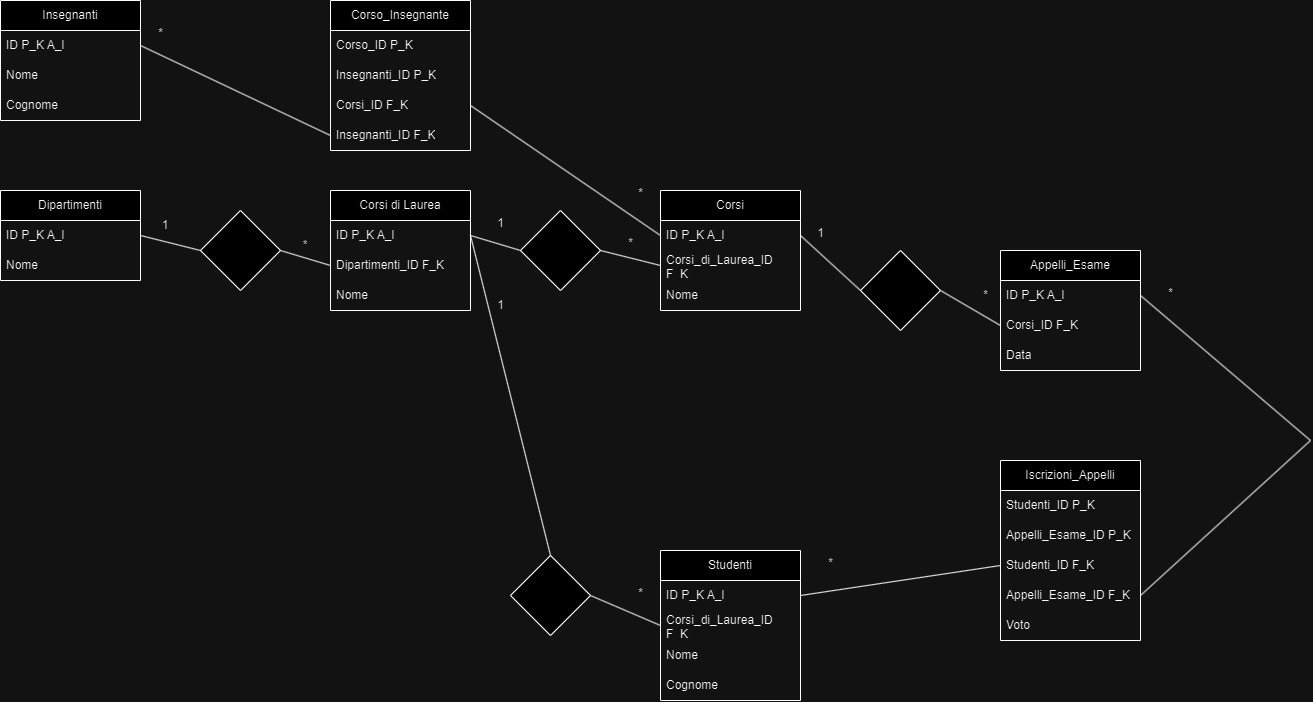 Insegnanti
ID P_K A_I
Nome
Cognome
*
Corso_Insegnante
Corso_ID P_K
Insegnanti_ID P_K
Corsi_ID F_K
Insegnanti_ID F_K
*
Dipartimenti
ID P_K A_I
Nome
1
*
Corsi di Laurea
ID P_K A_I
Dipartimenti_ID F_K
Nome
1
*
1
Corsi
ID P_K A_I
Corsi_di_Laurea_ID
F_K
Nome
1
*
Appelli_Esame
ID P_K A_I
Corsi_ID F_K
Data
*
Iscrizioni_Appelli
Studenti_ID P_K
Appelli_Esame_ID P_K
Studenti_ID F_K
Appelli_Esame_ID F_K
Voto
*
Studenti
ID P_K A_I
Corsi_di_Laurea_ID
F_K
Nome
Cognome
*